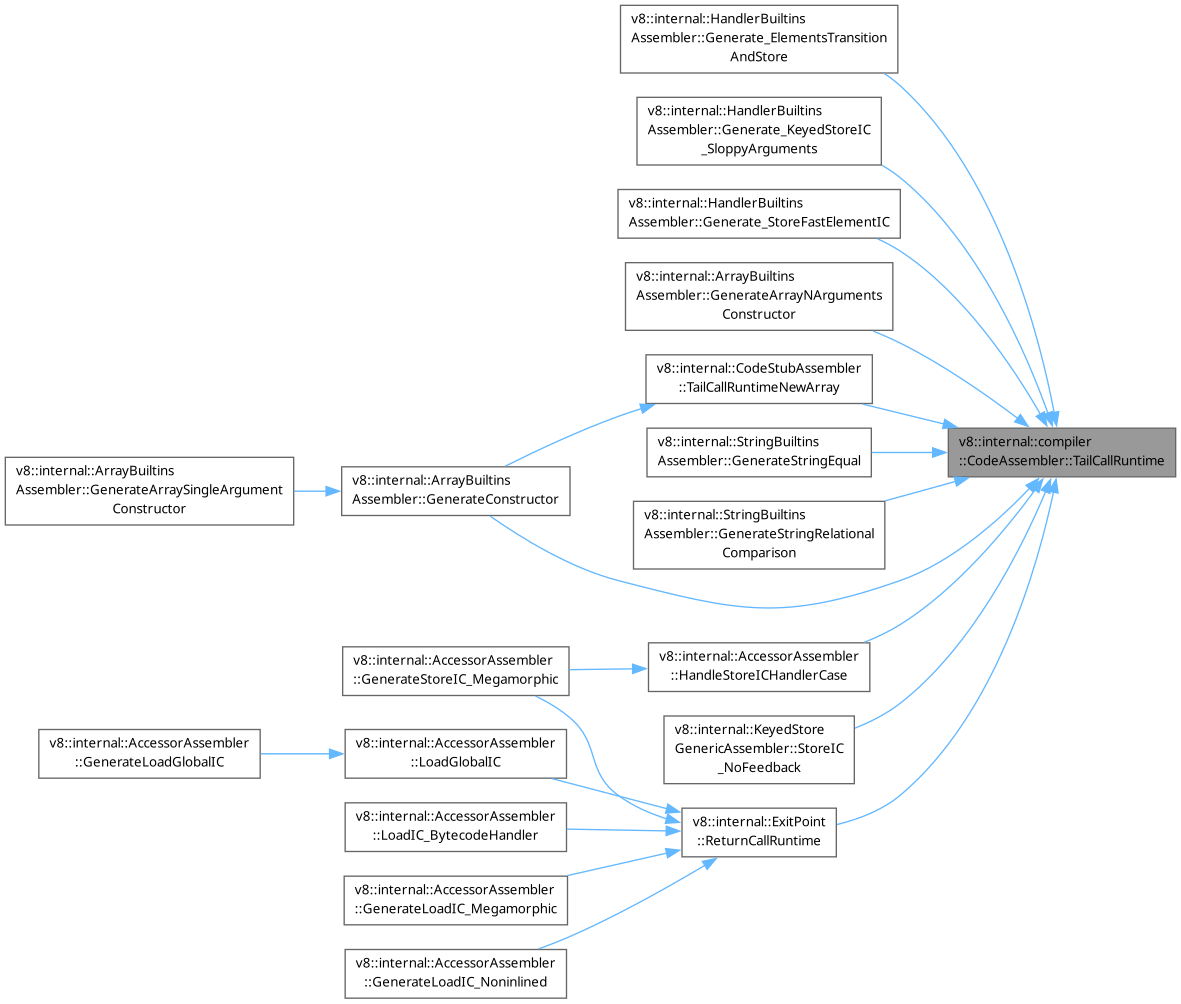 v8::internal::HandlerBuiltins
Assembler::Generate_ElementsTransition
AndStore
v8::internal::HandlerBuiltins
Assembler::Generate_KeyedStoreIC
_SloppyArguments
v8::internal::HandlerBuiltins
Assembler::Generate_StoreFastElementIC
v8::internal::ArrayBuiltins
Assembler::GenerateArrayNArguments
Constructor
v8::internal::CodeStubAssembler
::TailCallRuntimeNewArray
v8::internal::StringBuiltins
Assembler::GenerateStringEqual
v8::internal::compiler
::CodeAssembler::TailCallRuntime
v8::internal::ArrayBuiltins
Assembler::GenerateArraySingleArgument
Constructor
v8::internal::ArrayBuiltins
Assembler::GenerateConstructor
v8::internal::StringBuiltins
Assembler::GenerateStringRelational
Comparison
v8::internal::AccessorAssembler
::GenerateStoreIC_Megamorphic
v8::internal::AccessorAssembler
::HandleStoreICHandlerCase
v8::internal::AccessorAssembler
::GenerateLoadGlobalIC
v8::internal::AccessorAssembler
::LoadGlobalIC
v8::internal::KeyedStore
GenericAssembler::StoreIC
_NoFeedback
v8::internal::AccessorAssembler
::LoadIC_BytecodeHandler
v8::internal::ExitPoint
::ReturnCallRuntime
v8::internal::AccessorAssembler
::GenerateLoadIC_Megamorphic
v8::internal::AccessorAssembler
::GenerateLoadIC_Noninlined